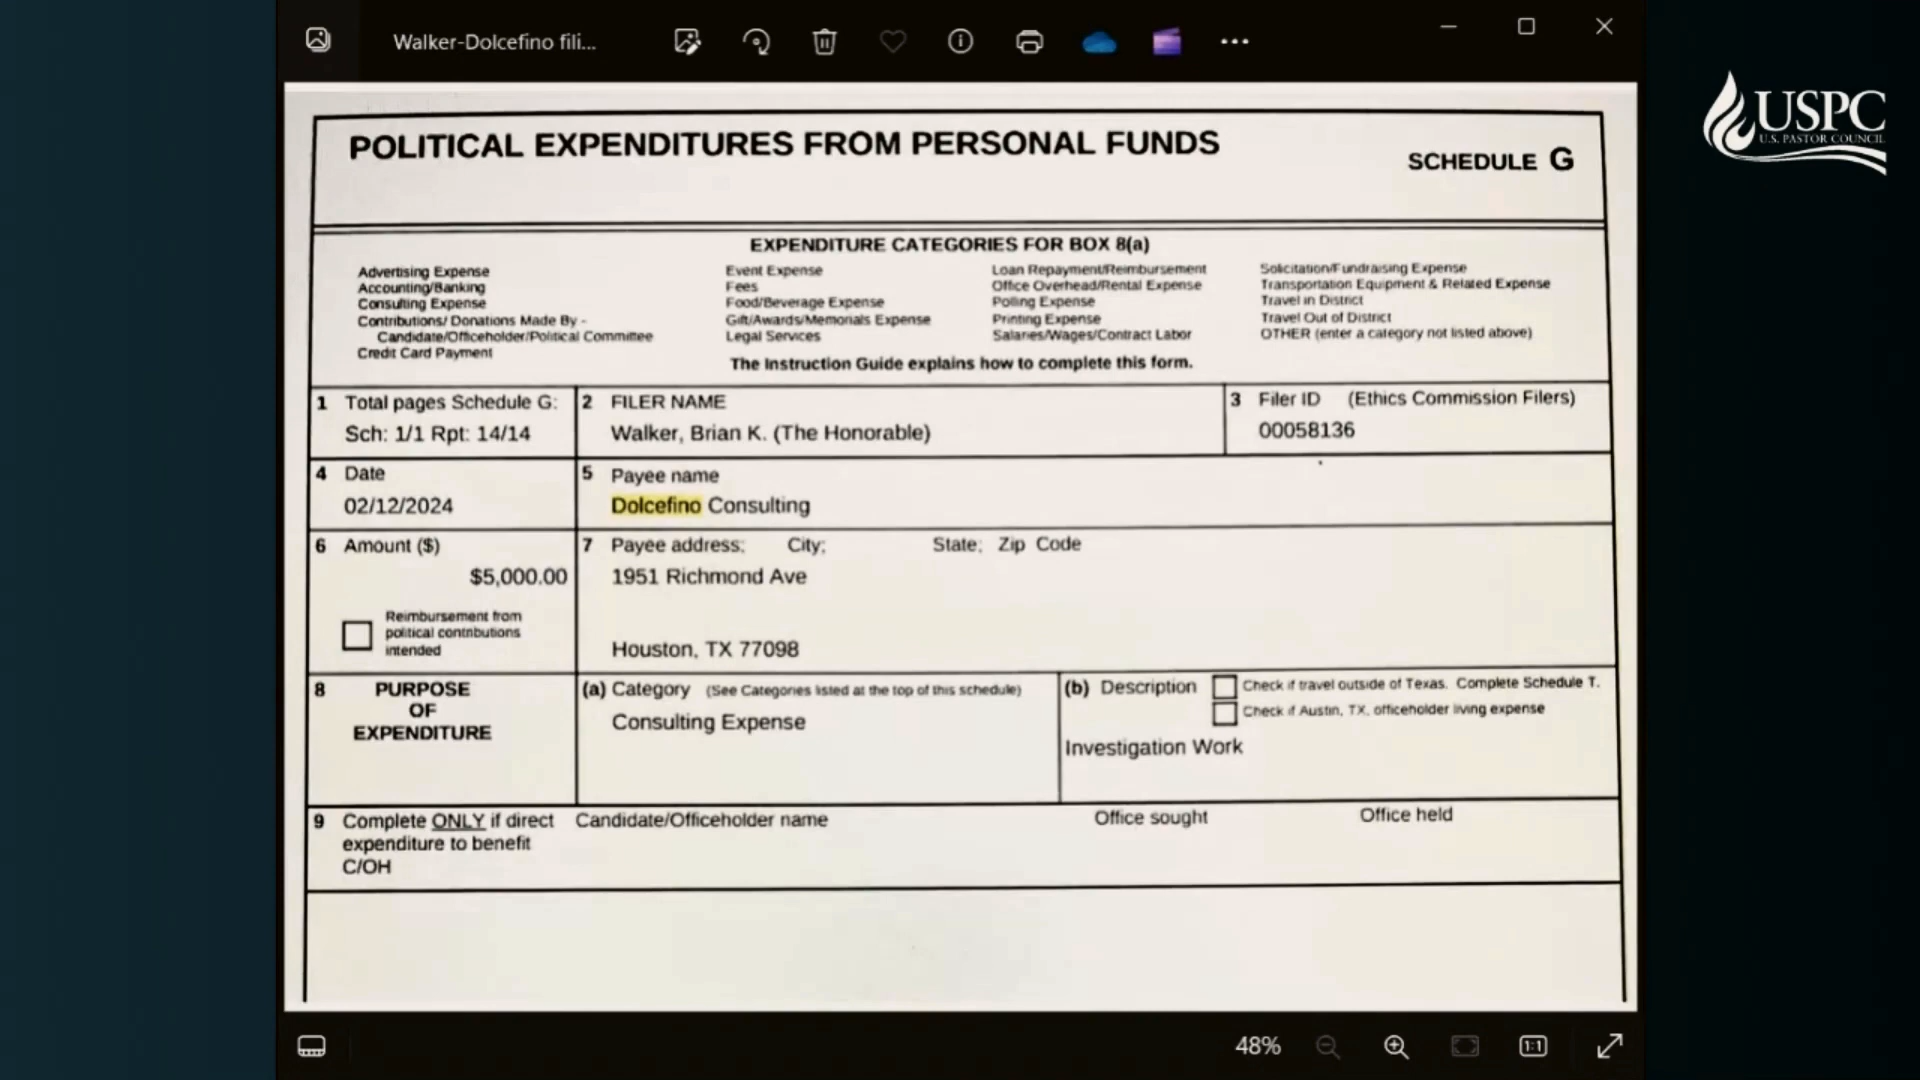 Walker-Dolcefino fili...
USPC
U.S. PASTOR COUNCIL
POLITICAL EXPENDITURES FROM PERSONAL FUNDS
SCHEDULE G
EXPENDITURE CATEGORIES FOR BOX 8(a)
Advertising Expense
Accounting/Banking
Consulting Expense
Contributions/ Donations Made By -
Candidate/Officeholder/Political Committee
Credit Card Payment
Event Expense
Fees
Food/Beverage Expense
Gift/Awards/Memorials Expense
Legal Services
Loan Repayment/Reimbursement
Office Overhead/Rental Expense
Polling Expense
Printing Expense
Salaries/Wages/Contract Labor
Solicitation/Fundraising Expense
Transportation Equipment & Related Expense
Travel in District
Travel Out of District
OTHER (enter a category not listed above)
The Instruction Guide explains how to complete this form.
1 Total pages Schedule G:
Sch: 1/1 Rpt: 14/14
2 FILER NAME
Walker, Brian K. (The Honorable)
3 Filer ID (Ethics Commission Filers)
00058136
4 Date
02/12/2024
5 Payee name
Dolcefino Consulting
6 Amount ($)
$5,000.00
Reimbursement from
political contributions
intended
7 Payee address; City; State; Zip Code
1951 Richmond Ave
Houston, TX 77098
8 PURPOSE
OF
EXPENDITURE
(a) Category (See Categories listed at the top of this schedule)
Consulting Expense
(b) Description
Check if travel outside of Texas. Complete Schedule T.
Check if Austin, TX, officeholder living expense
Investigation Work
9 Complete ONLY if direct
expenditure to benefit
C/OH
Candidate/Officeholder name
Office sought
Office held
48%
1:1